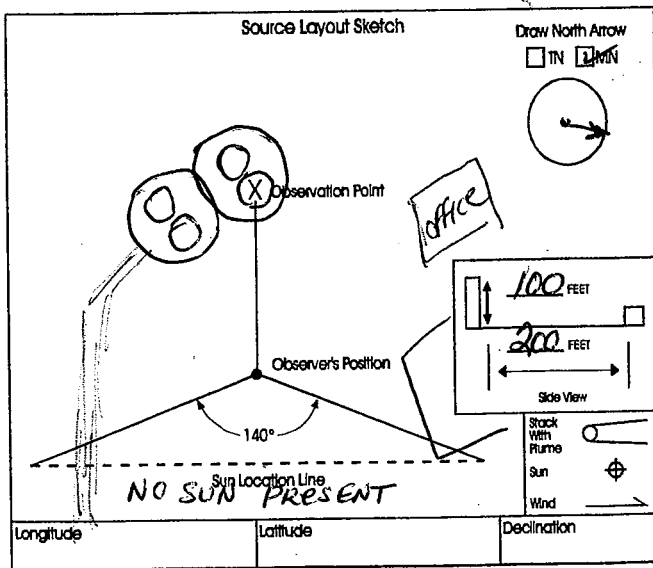 Source Layout Sketch
Draw North Arrow
TN MN
X Observation Point
office
100 FEET
200 FEET
Side View
Observer's Position
140°
Sun Location Line
NO SUN PRESENT
Stack
With
Plume
Sun
Wind
Longitude Latitude Declination